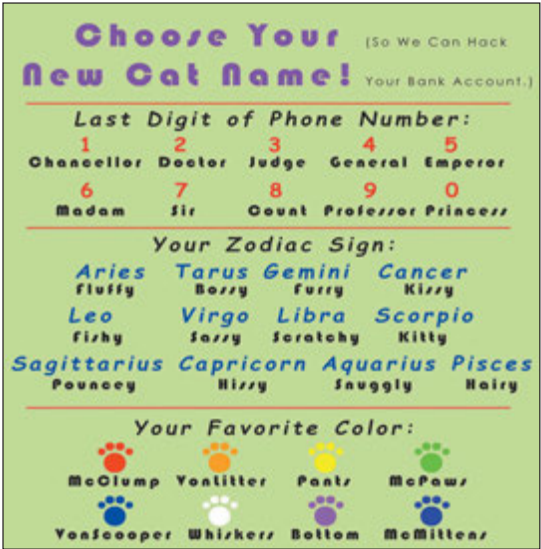 Choose Your (So We Can Hack
New Cat Name! Your Bank Account.)
Last Digit of Phone Number:
1 2 3 4 5
Chancellor Doctor Judge General Emperor
6 7 8 9 0
Madam Sir Count Professor Princess
Your Zodiac Sign:
Aries Tarus Gemini Cancer
Fluffy Bossy Furry Kissy
Leo Virgo Libra Scorpio
Fishy Sassy Scratchy Kitty
Sagittarius Capricorn Aquarius Pisces
Pouncey Hissy Snuggly Hairy
Your Favorite Color:
McClump VonLitter Pants McPaws
VonScooper Whiskers Bottom McMittens